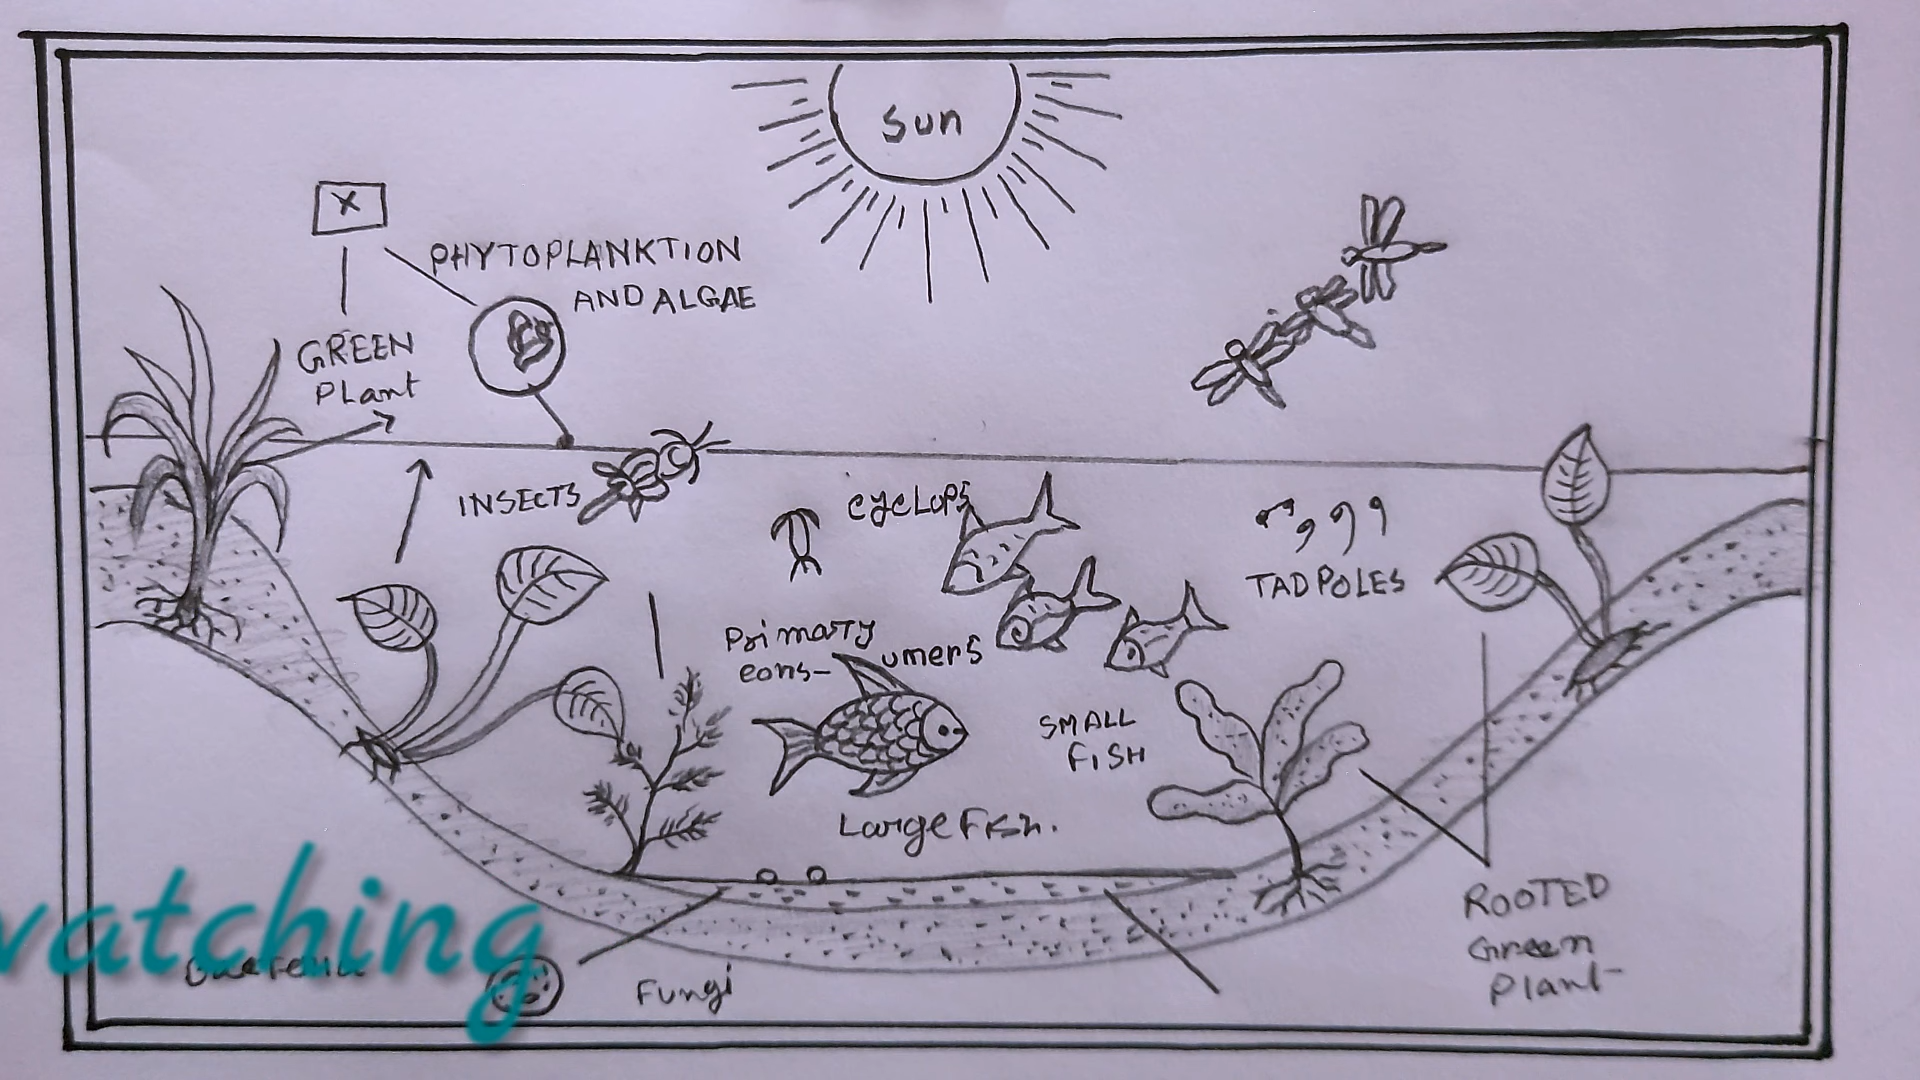 Sun
x
PHYTOPLANKTION
AND ALGAE
GREEN
PLant
INSECTS
cycLOPS
TADPOLES
Primary
cons-
umers
SMALL
FISH
Large Fish.
ROOTED
Green
Plant
watching
Fungi